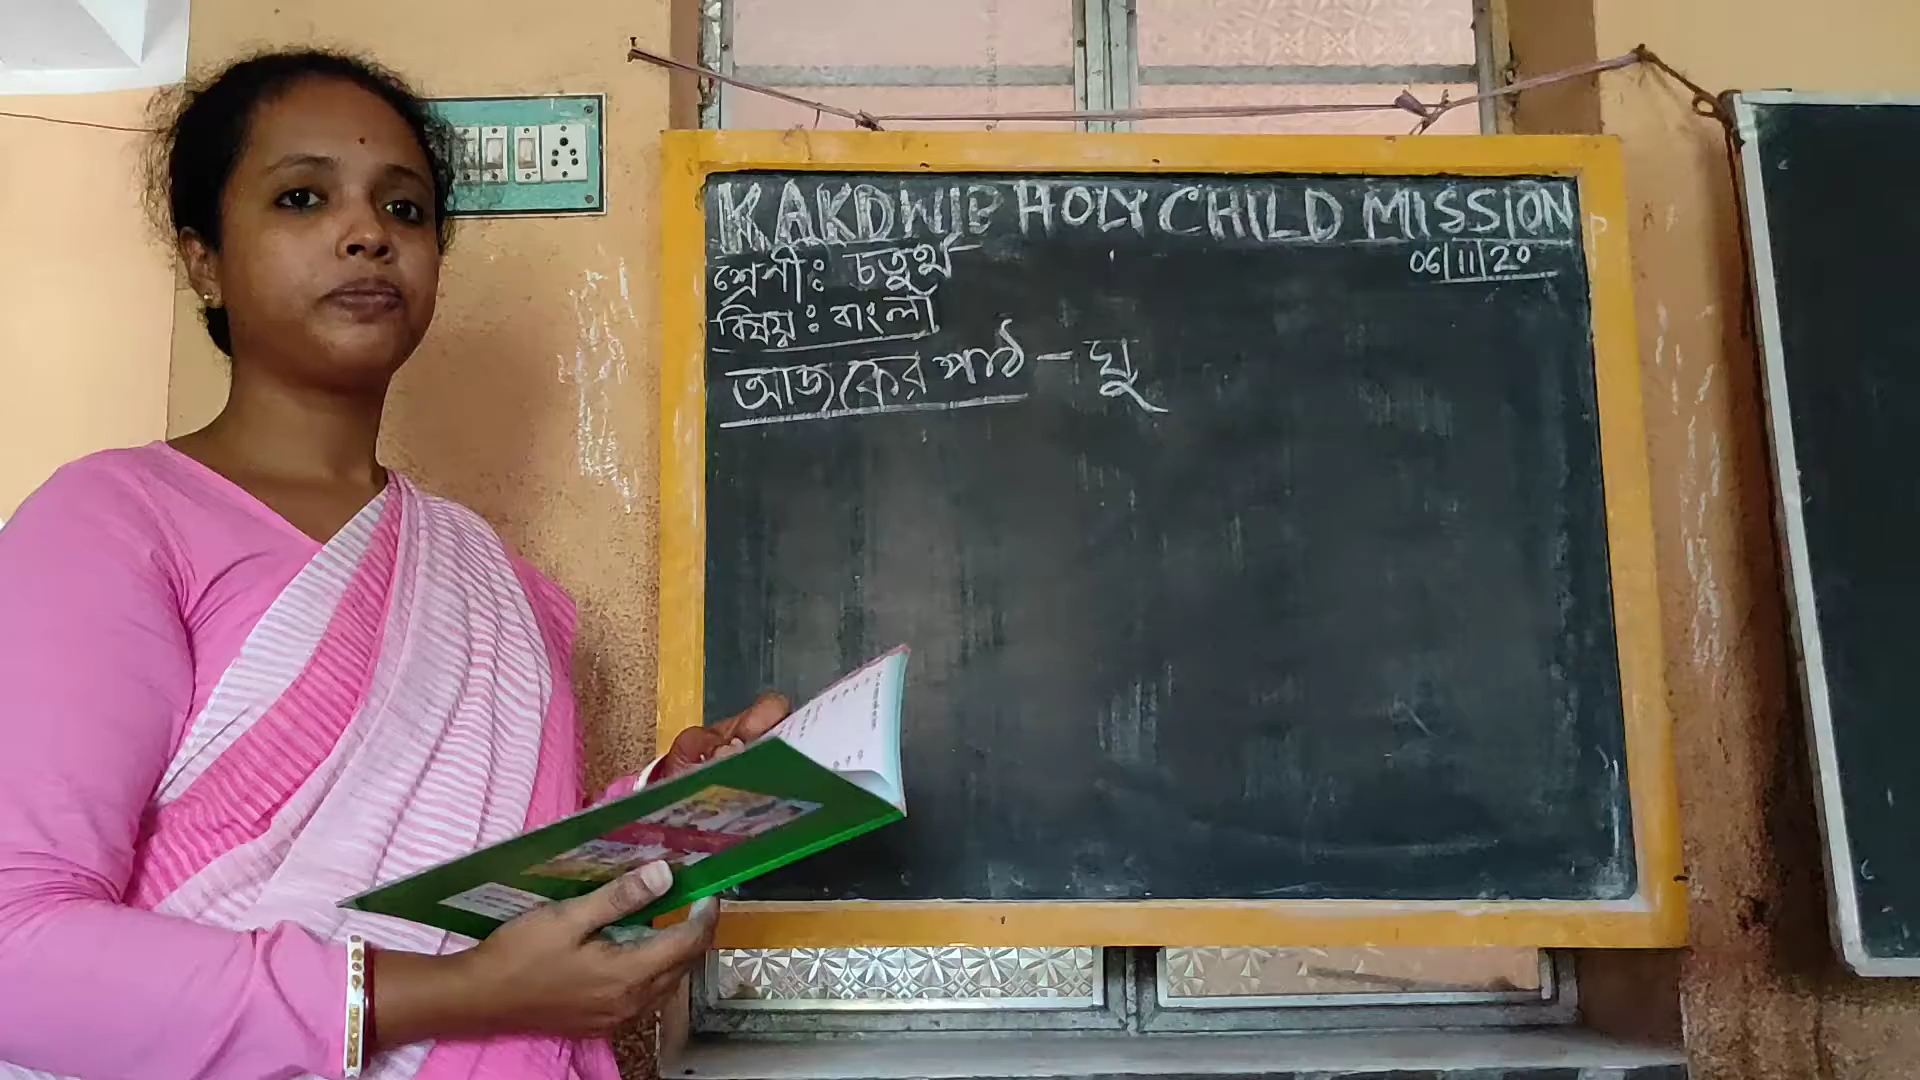 KAKDWIP HOLY CHILD MISSION
06/11/20
শ্রেণী: চতুর্থ
বিষয়: বাংলা
আজকের পাঠ - ঘু